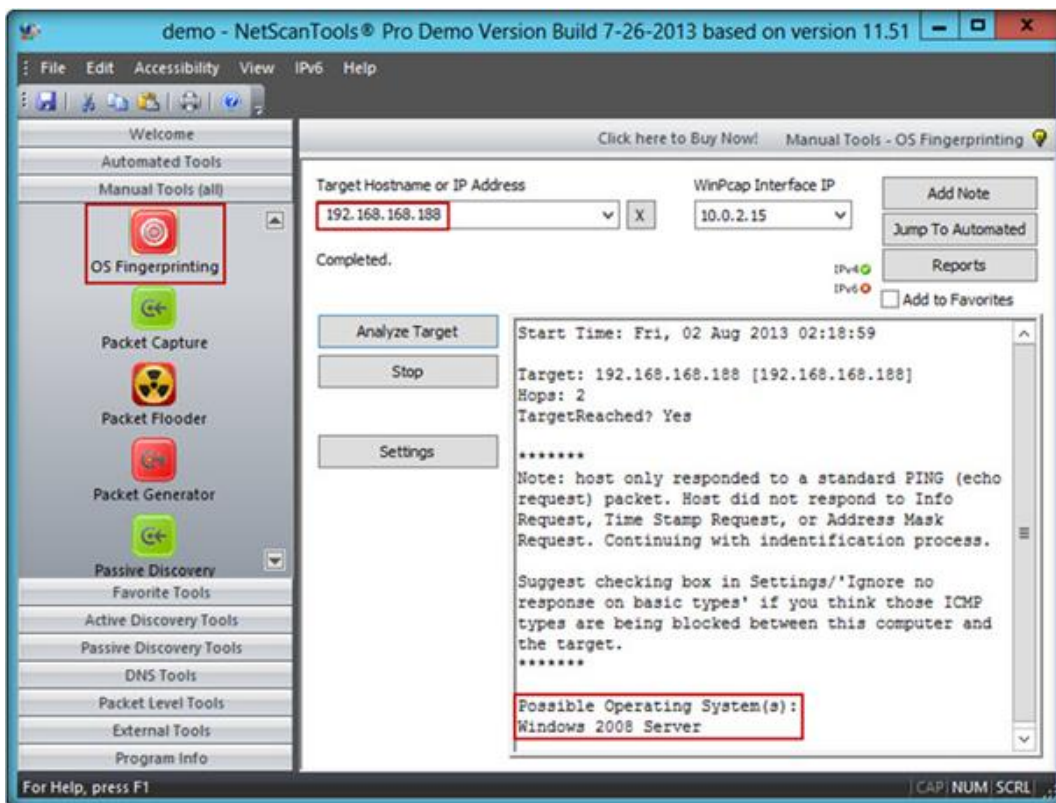 demo - NetScanTools® Pro Demo Version Build 7-26-2013 based on version 11.51
File Edit Accessibility View IPv6 Help
Welcome
Automated Tools
Manual Tools (all)
OS Fingerprinting
Packet Capture
Packet Flooder
Packet Generator
Passive Discovery
Favorite Tools
Active Discovery Tools
Passive Discovery Tools
DNS Tools
Packet Level Tools
External Tools
Program Info
Click here to Buy Now! Manual Tools - OS Fingerprinting
Target Hostname or IP Address
192.168.168.188
X
WinPcap Interface IP
10.0.2.15
Add Note
Jump To Automated
Reports
Add to Favorites
Completed.
IPv4
IPv6
Analyze Target
Stop
Settings
Start Time: Fri, 02 Aug 2013 02:18:59
Target: 192.168.168.188 [192.168.168.188]
Hops: 2
TargetReached? Yes
*******
Note: host only responded to a standard PING (echo
request) packet. Host did not respond to Info
Request, Time Stamp Request, or Address Mask
Request. Continuing with indentification process.
Suggest checking box in Settings/'Ignore no
response on basic types' if you think those ICMP
types are being blocked between this computer and
the target.
*******
Possible Operating System(s):
Windows 2008 Server
For Help, press F1
CAP NUM SCRL